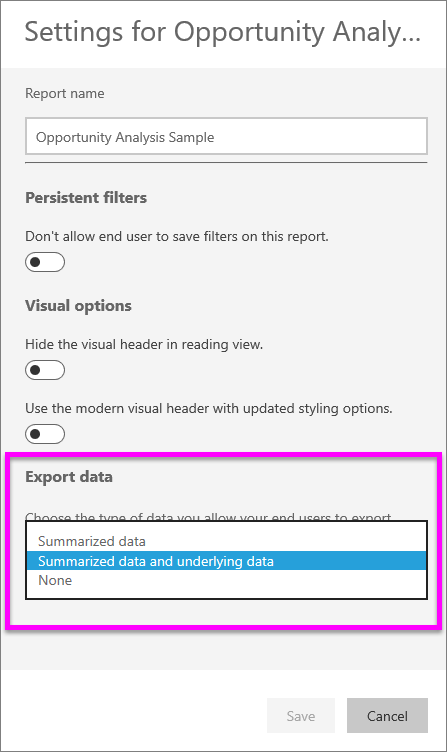 Settings for Opportunity Analy...
Report name
Opportunity Analysis Sample
Persistent filters
Don't allow end user to save filters on this report.
Visual options
Hide the visual header in reading view.
Use the modern visual header with updated styling options.
Export data
Choose the type of data you allow your end users to export.
Summarized data
Summarized data and underlying data
None
Save
Cancel